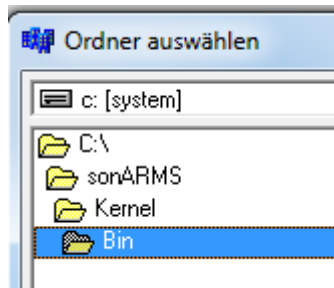 Ordner auswählen
c: [system]
C:\
sonARMS
Kernel
Bin